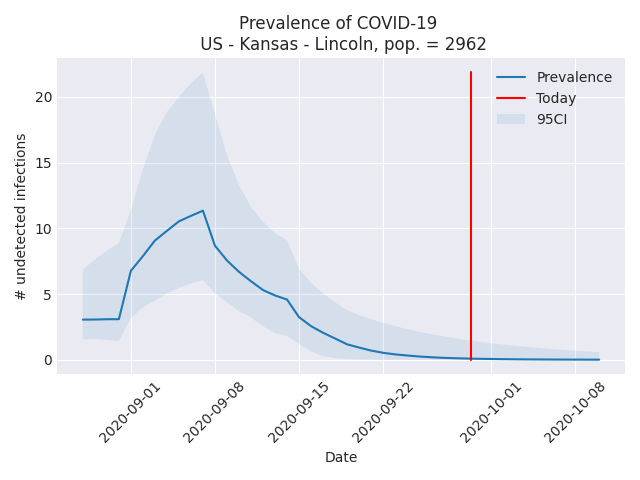 Prevalence of COVID-19
US - Kansas - Lincoln, pop. = 2962
# undetected infections
20
15
10
5
0
Prevalence
Today
95CI
2020-09-01
2020-09-08
2020-09-15
2020-09-22
2020-10-01
2020-10-08
Date